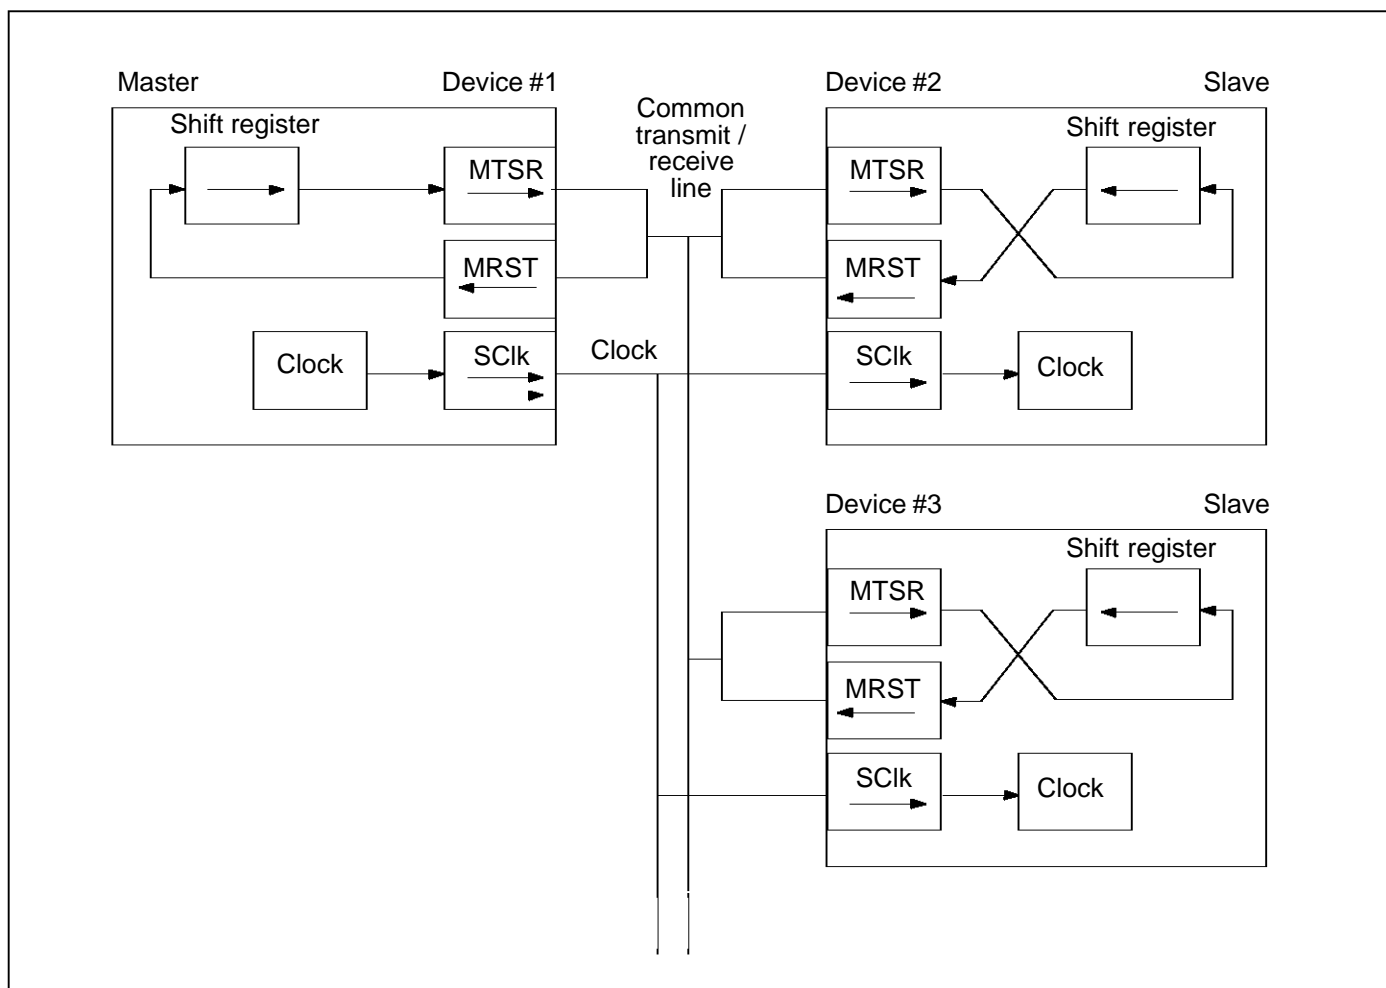 Master
Device #1
Shift register
MTSR
MRST
Clock
SClk
Common
transmit /
receive
line
Clock
Device #2
Slave
Shift register
MTSR
MRST
SClk
Clock
Device #3
Slave
Shift register
MTSR
MRST
SClk
Clock